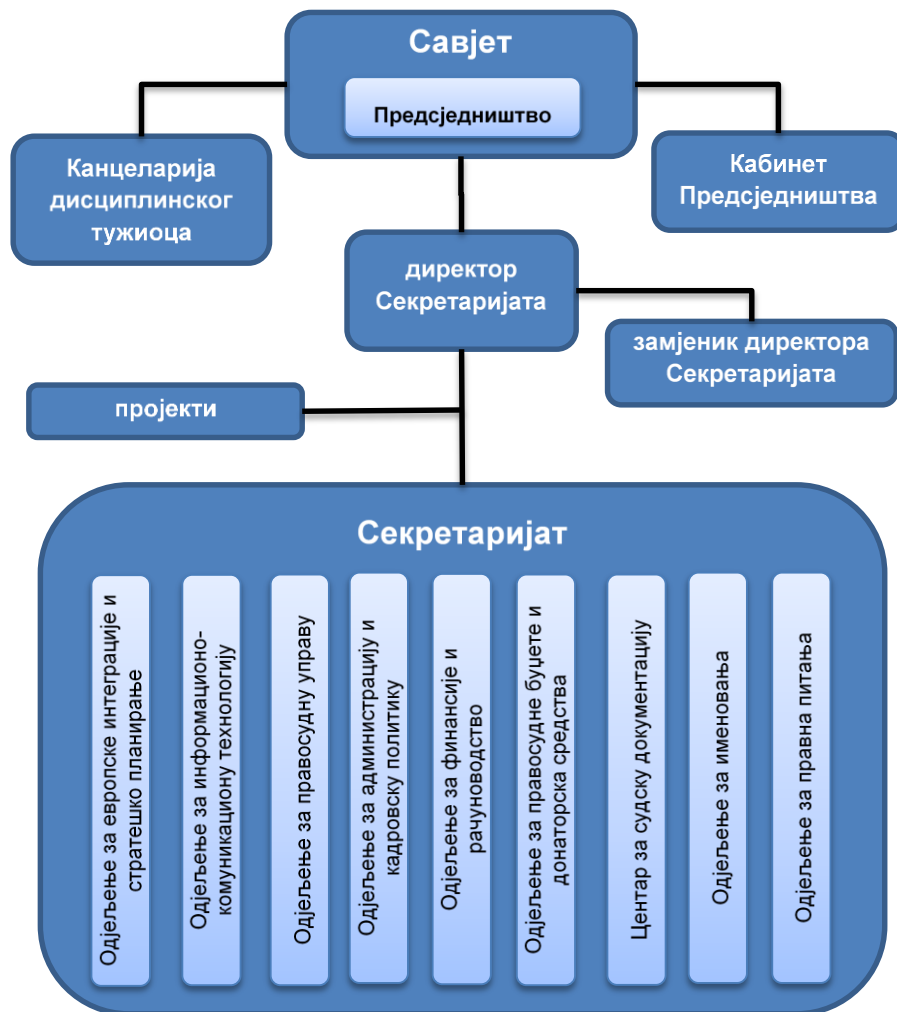 Савјет
Предсједништво
Канцеларија
дисциплинског
тужиоца
Кабинет
Предсједништва
директор
Секретаријата
замјеник директора
Секретаријата
пројекти
Секретаријат
Одјељење за европске интеграције и
стратешко планирање
Одјељење за информационо-
комуникациону технологију
Одјељење за правосудну управу
Одјељење за администрацију и
кадровску политику
Одјељење за финансије и
рачуноводство
Одјељење за правосудне буџете и
донаторска средства
Центар за судску документацију
Одјељење за именовања
Одјељење за правна питања